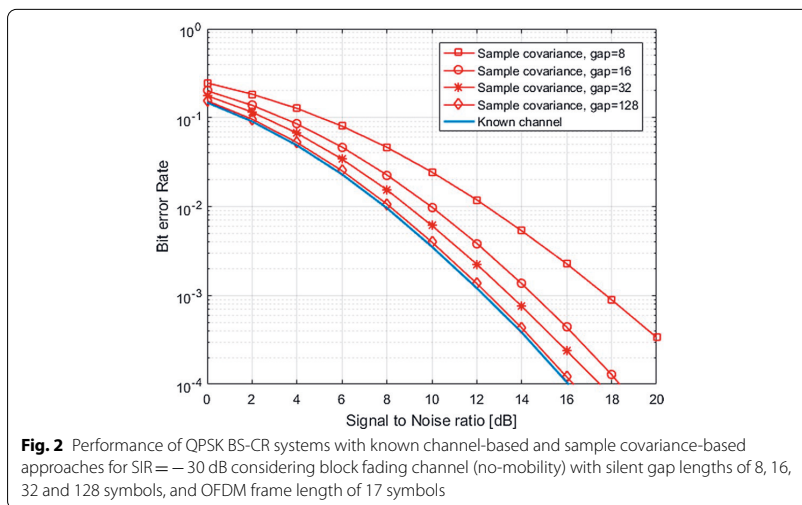 10^0
10^-1
10^-2
10^-3
10^-4
Bit error Rate
Sample covariance, gap=8
Sample covariance, gap=16
Sample covariance, gap=32
Sample covariance, gap=128
Known channel
0 2 4 6 8 10 12 14 16 18 20
Signal to Noise ratio [dB]
Fig. 2 Performance of QPSK BS-CR systems with known channel-based and sample covariance-based
approaches for SIR = − 30 dB considering block fading channel (no-mobility) with silent gap lengths of 8, 16,
32 and 128 symbols, and OFDM frame length of 17 symbols